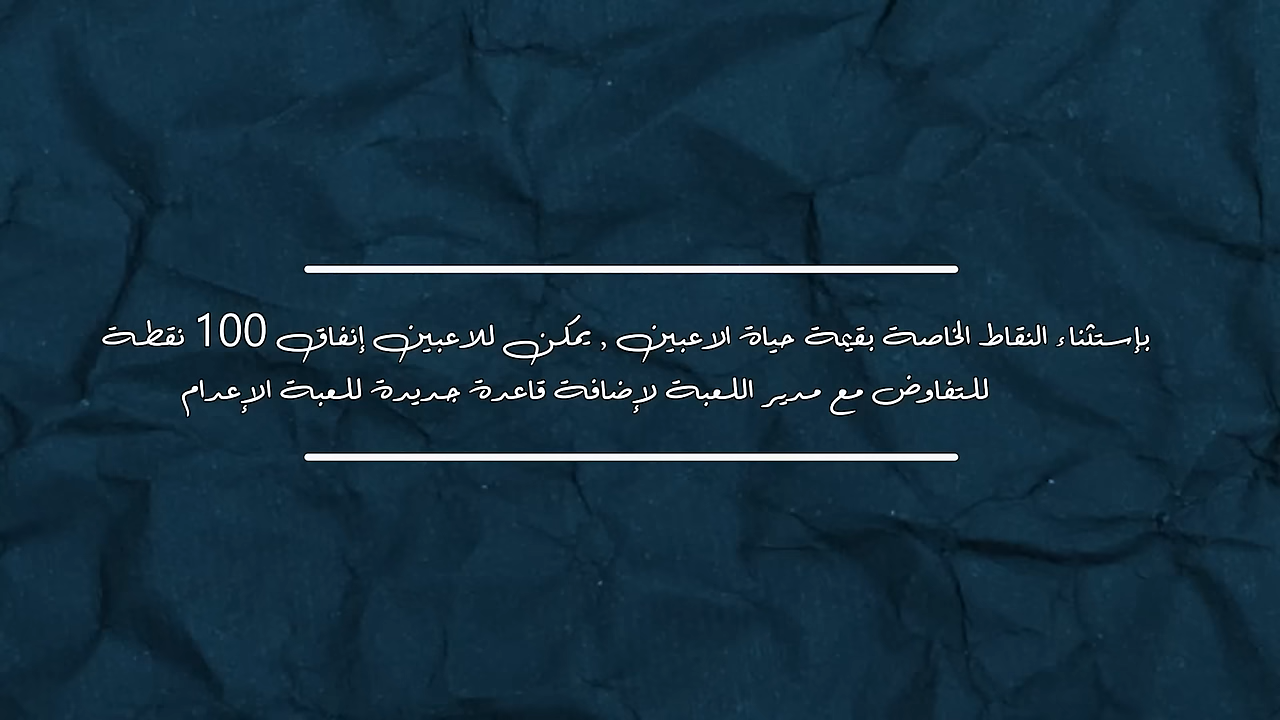 بإستثناء النقاط الخاصة بقيمة حياة الاعبين , يمكن للاعبين إنفاق 100 نقطة
للتفاوض مع مدير اللعبة لإضافة قاعدة جديدة للعبة الإعدام